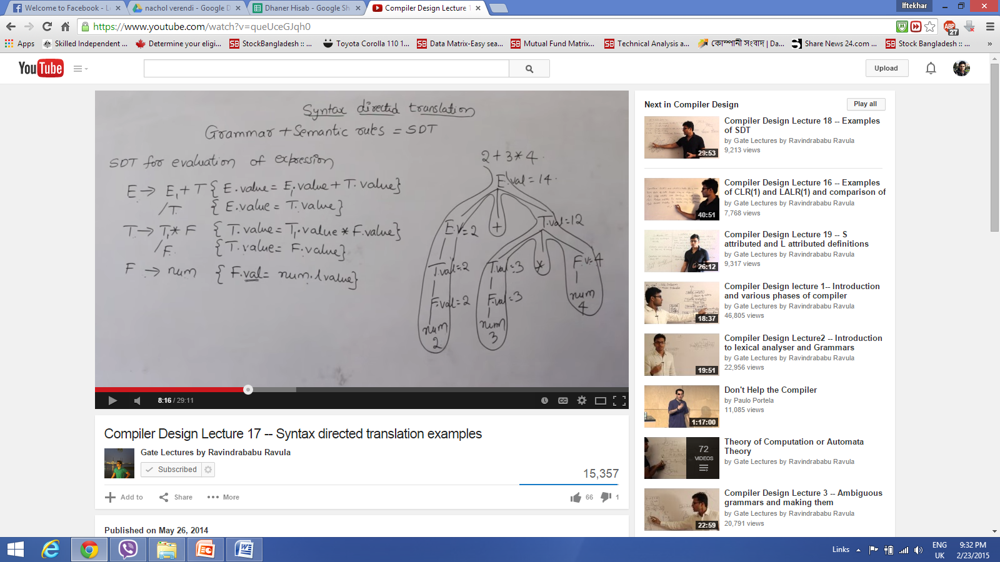 Welcome to Facebook - L
nachol verendi - Google D
Dhaner Hisab - Google Sh
Compiler Design Lecture 1
Iftekhar
https://www.youtube.com/watch?v=queUceGJqh0
ABP
27
Apps
Skilled Independent ...
Determine your eligi...
SB StockBangladesh :: ...
Toyota Corolla 110 1...
SB Data Matrix-Easy sea...
SB Mutual Fund Matrix...
SB Technical Analysis a...
কোম্পানী সংবাদ | Da...
Share News 24.com ...
SB Stock Bangladesh :: ...
»
YouTube
Upload
Syntax directed translation
Grammar + Semantic rules = SDT
SDT for evaluation of expression
E → E₁ + T { E.value = E₁.value + T.value}
/T { E.value = T.value}
T → T₁ * F { T.value = T₁.value * F.value}
/F { T.value = F.value}
F → num { F.val = num.lvalue}
2 + 3 * 4
E.val = 14
E.v = 2
+
T.val = 12
T.val = 2
T.val = 3
*
F.v = 4
F.val = 2
F.val = 3
num
4
num
2
num
3
8:16 / 29:11
CC
Compiler Design Lecture 17 -- Syntax directed translation examples
Gate Lectures by Ravindrababu Ravula
Subscribed
15,357
Add to
Share
More
66
1
Published on May 26, 2014
Next in Compiler Design
Play all
29:53
Compiler Design Lecture 18 -- Examples
of SDT
by Gate Lectures by Ravindrababu Ravula
9,213 views
40:51
Compiler Design Lecture 16 -- Examples
of CLR(1) and LALR(1) and comparison of
by Gate Lectures by Ravindrababu Ravula
7,768 views
26:12
Compiler Design Lecture 19 -- S
attributed and L attributed definitions
by Gate Lectures by Ravindrababu Ravula
9,317 views
18:37
Compiler Design lecture 1-- Introduction
and various phases of compiler
by Gate Lectures by Ravindrababu Ravula
46,805 views
19:51
Compiler Design Lecture2 -- Introduction
to lexical analyser and Grammars
by Gate Lectures by Ravindrababu Ravula
22,956 views
1:17:00
Don't Help the Compiler
by Paulo Portela
11,085 views
72
VIDEOS
Theory of Computation or Automata
Theory
by Gate Lectures by Ravindrababu Ravula
22:59
Compiler Design Lecture 3 -- Ambiguous
grammars and making them
by Gate Lectures by Ravindrababu Ravula
20,791 views
Links
ENG
UK
9:32 PM
2/23/2015